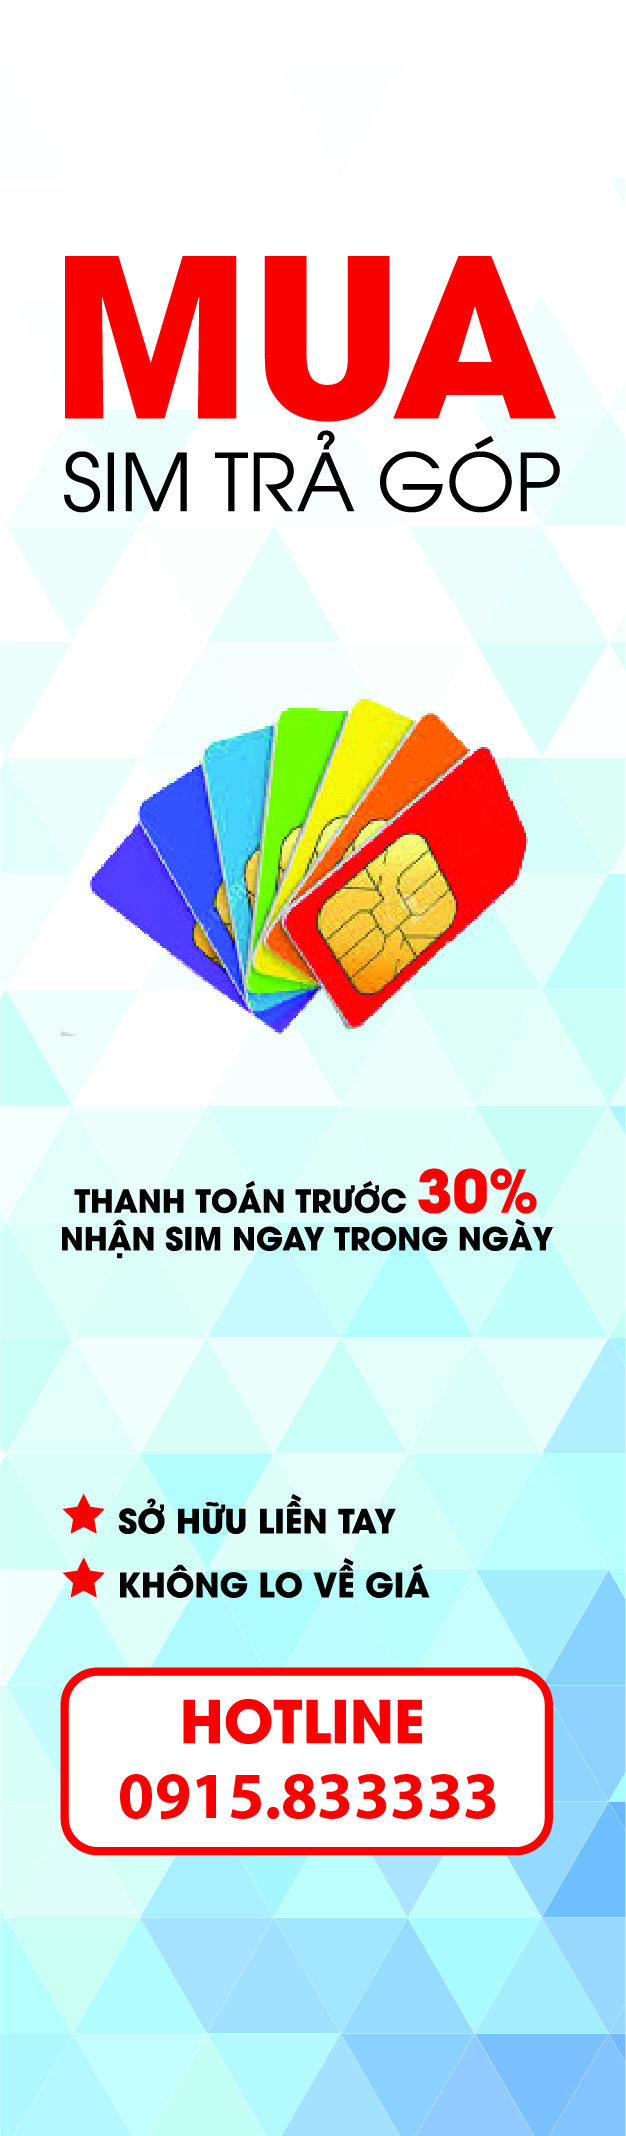 MUA
SIM TRẢ GÓP
THANH TOÁN TRƯỚC 30%
NHẬN SIM NGAY TRONG NGÀY
SỞ HỮU LIỀN TAY
KHÔNG LO VỀ GIÁ
HOTLINE
0915.833333